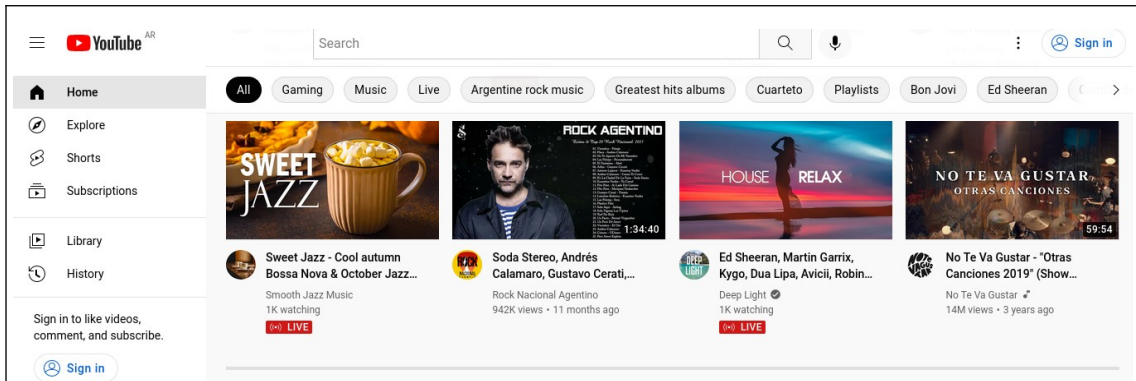 YouTube AR
Search
Sign in
Home
Explore
Shorts
Subscriptions
Library
History
Sign in to like videos,
comment, and subscribe.
Sign in
All Gaming Music Live Argentine rock music Greatest hits albums Cuarteto Playlists Bon Jovi Ed Sheeran
SWEET
JAZZ
Sweet Jazz - Cool autumn
Bossa Nova & October Jazz...
Smooth Jazz Music
1K watching
LIVE
ROCK AGENTINO
1:34:40
Soda Stereo, Andrés
Calamaro, Gustavo Cerati,...
Rock Nacional Agentino
942K views • 11 months ago
HOUSE RELAX
DEEP
LIGHT
Ed Sheeran, Martin Garrix,
Kygo, Dua Lipa, Avicii, Robin...
Deep Light
1K watching
LIVE
NO TE VA GUSTAR
OTRAS CANCIONES
59:54
No Te Va Gustar - "Otras
Canciones 2019" (Show...
No Te Va Gustar
14M views • 3 years ago